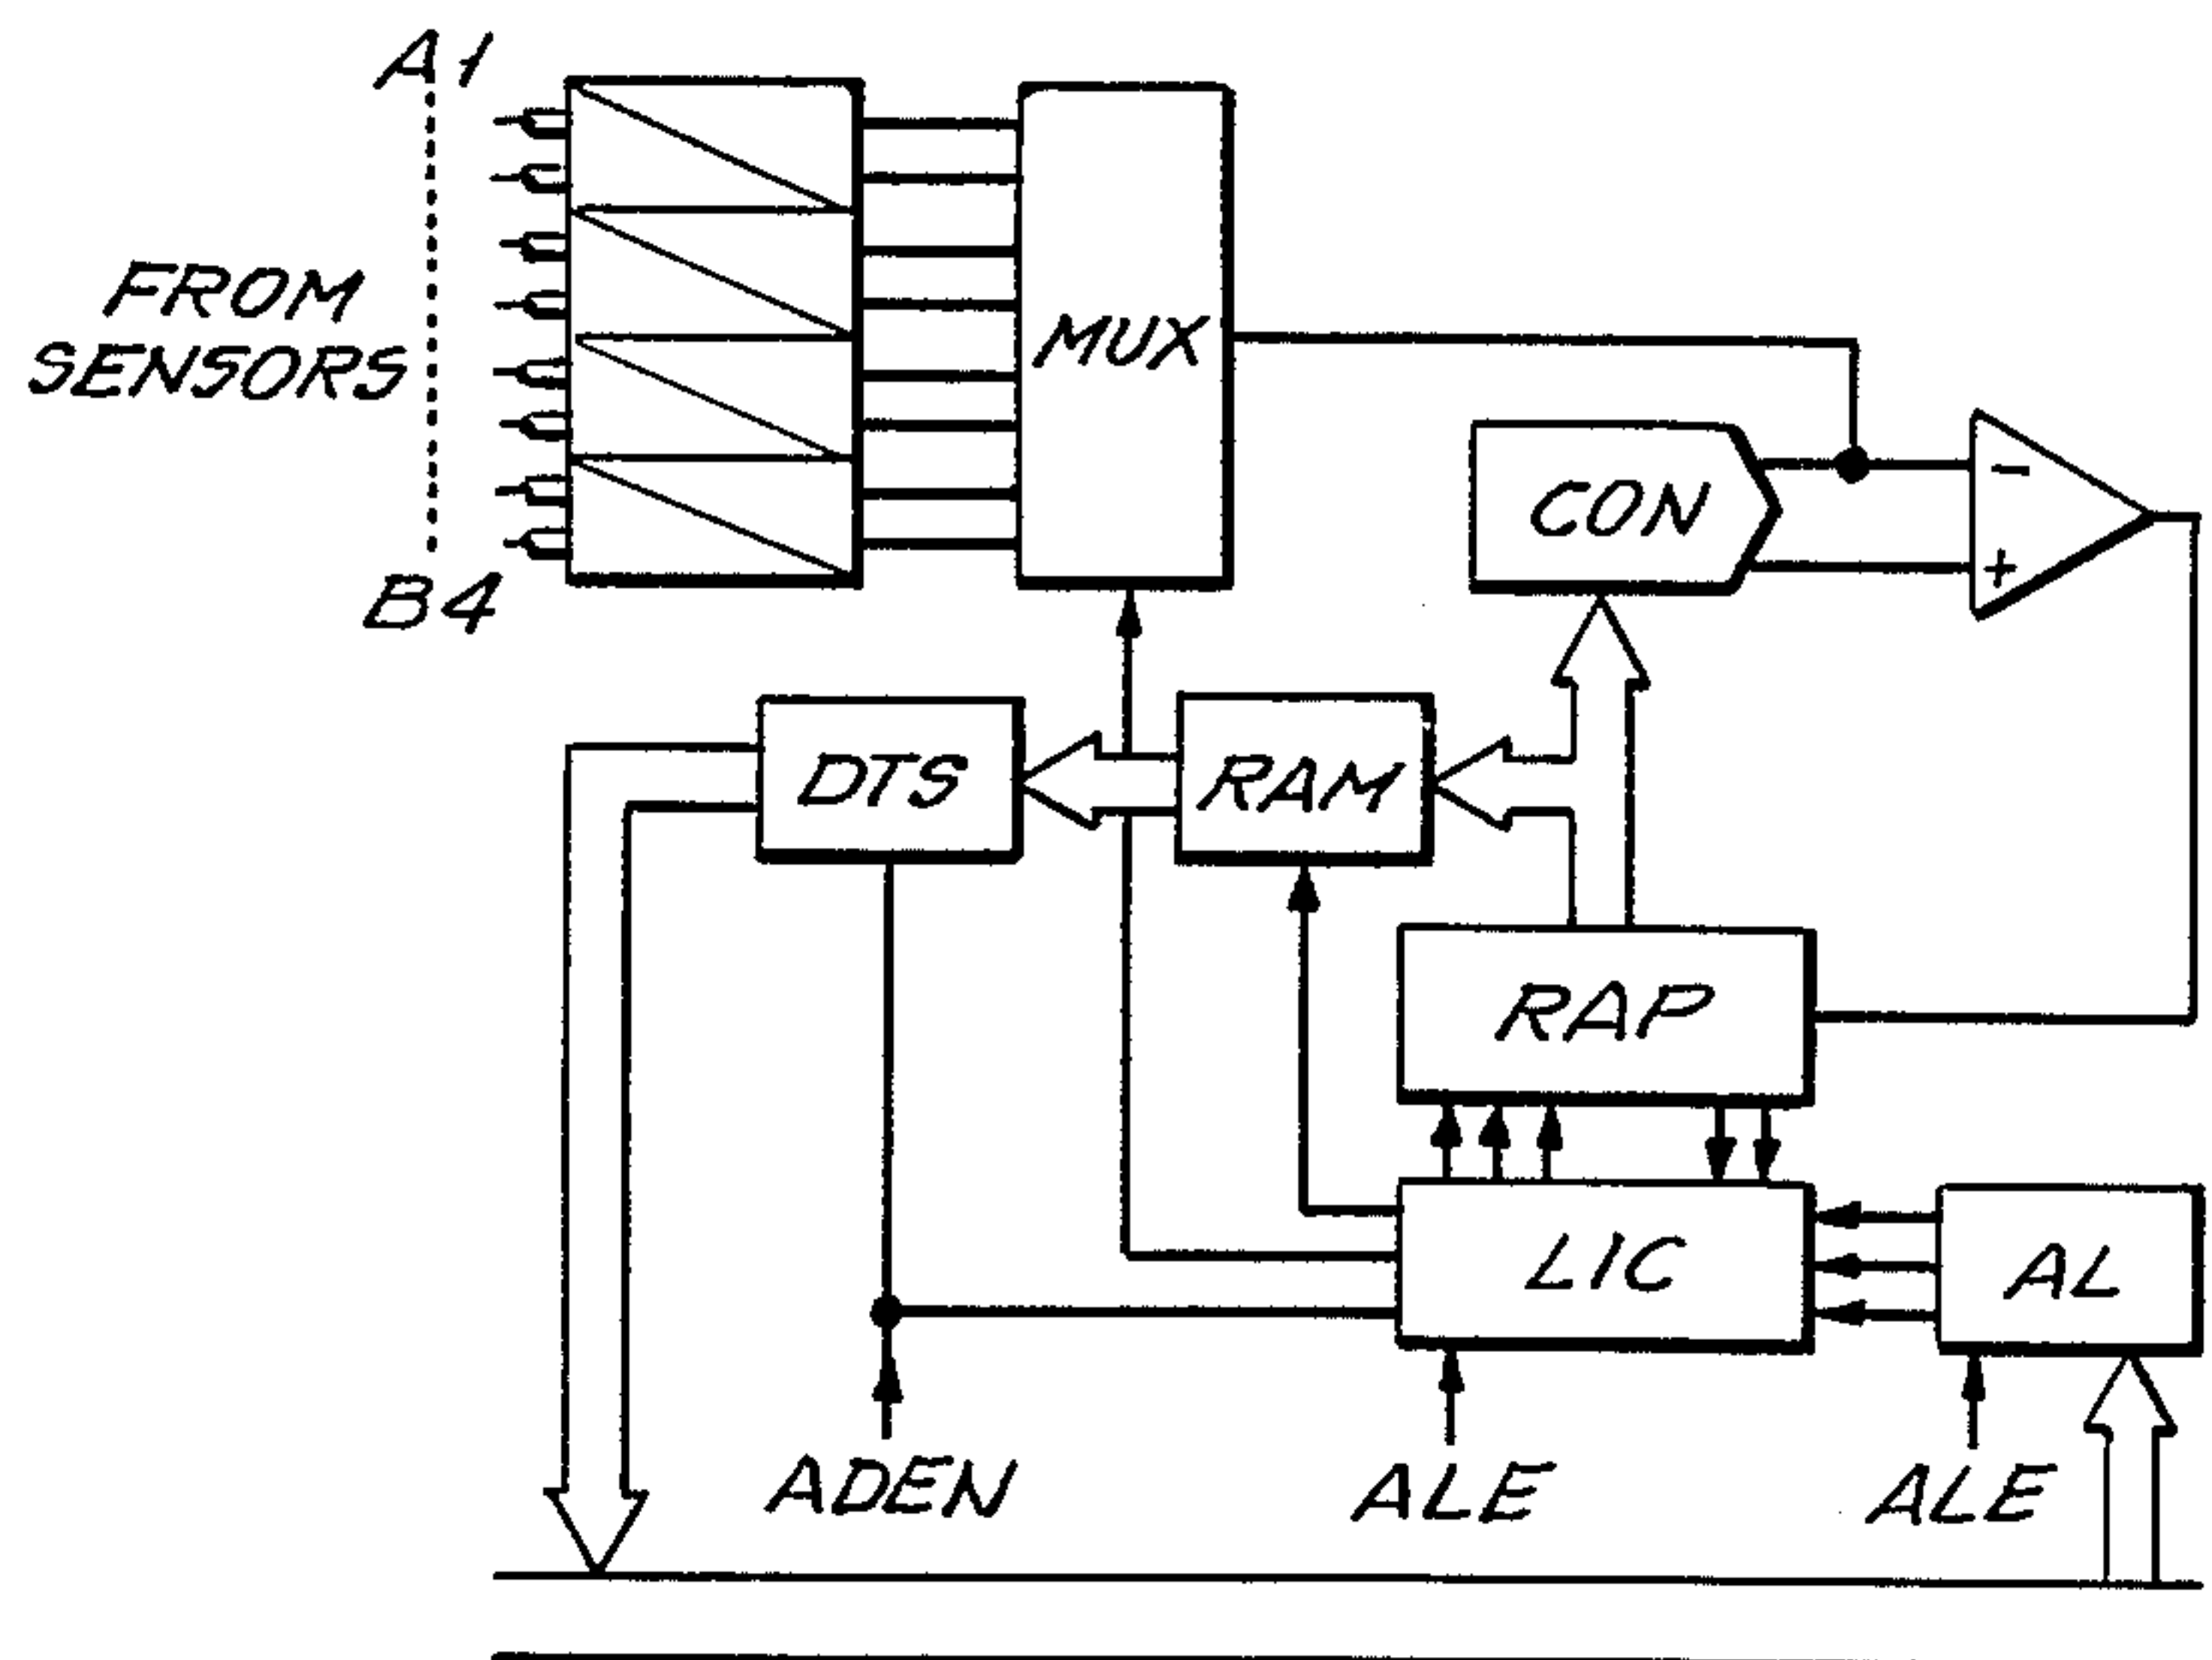 A1
FROM
SENSORS
B4
MUX
CON
-
+
DTS
RAM
RAP
LIC
AL
ADEN
ALE
ALE